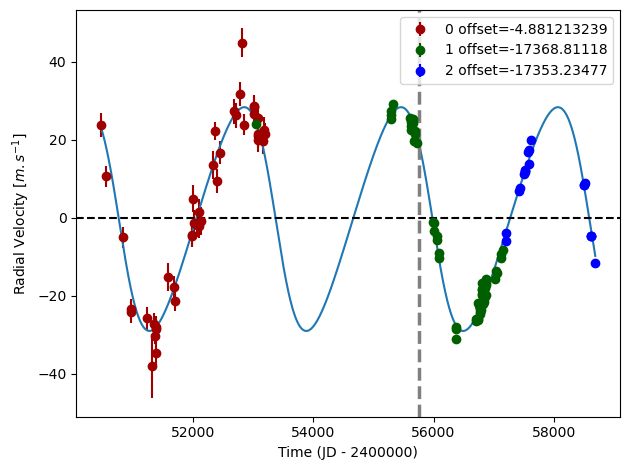 0 offset=-4.881213239
1 offset=-17368.81118
2 offset=-17353.23477
40
20
0
−20
−40
Radial Velocity [m. s⁻¹]
52000 54000 56000 58000
Time (JD - 2400000)